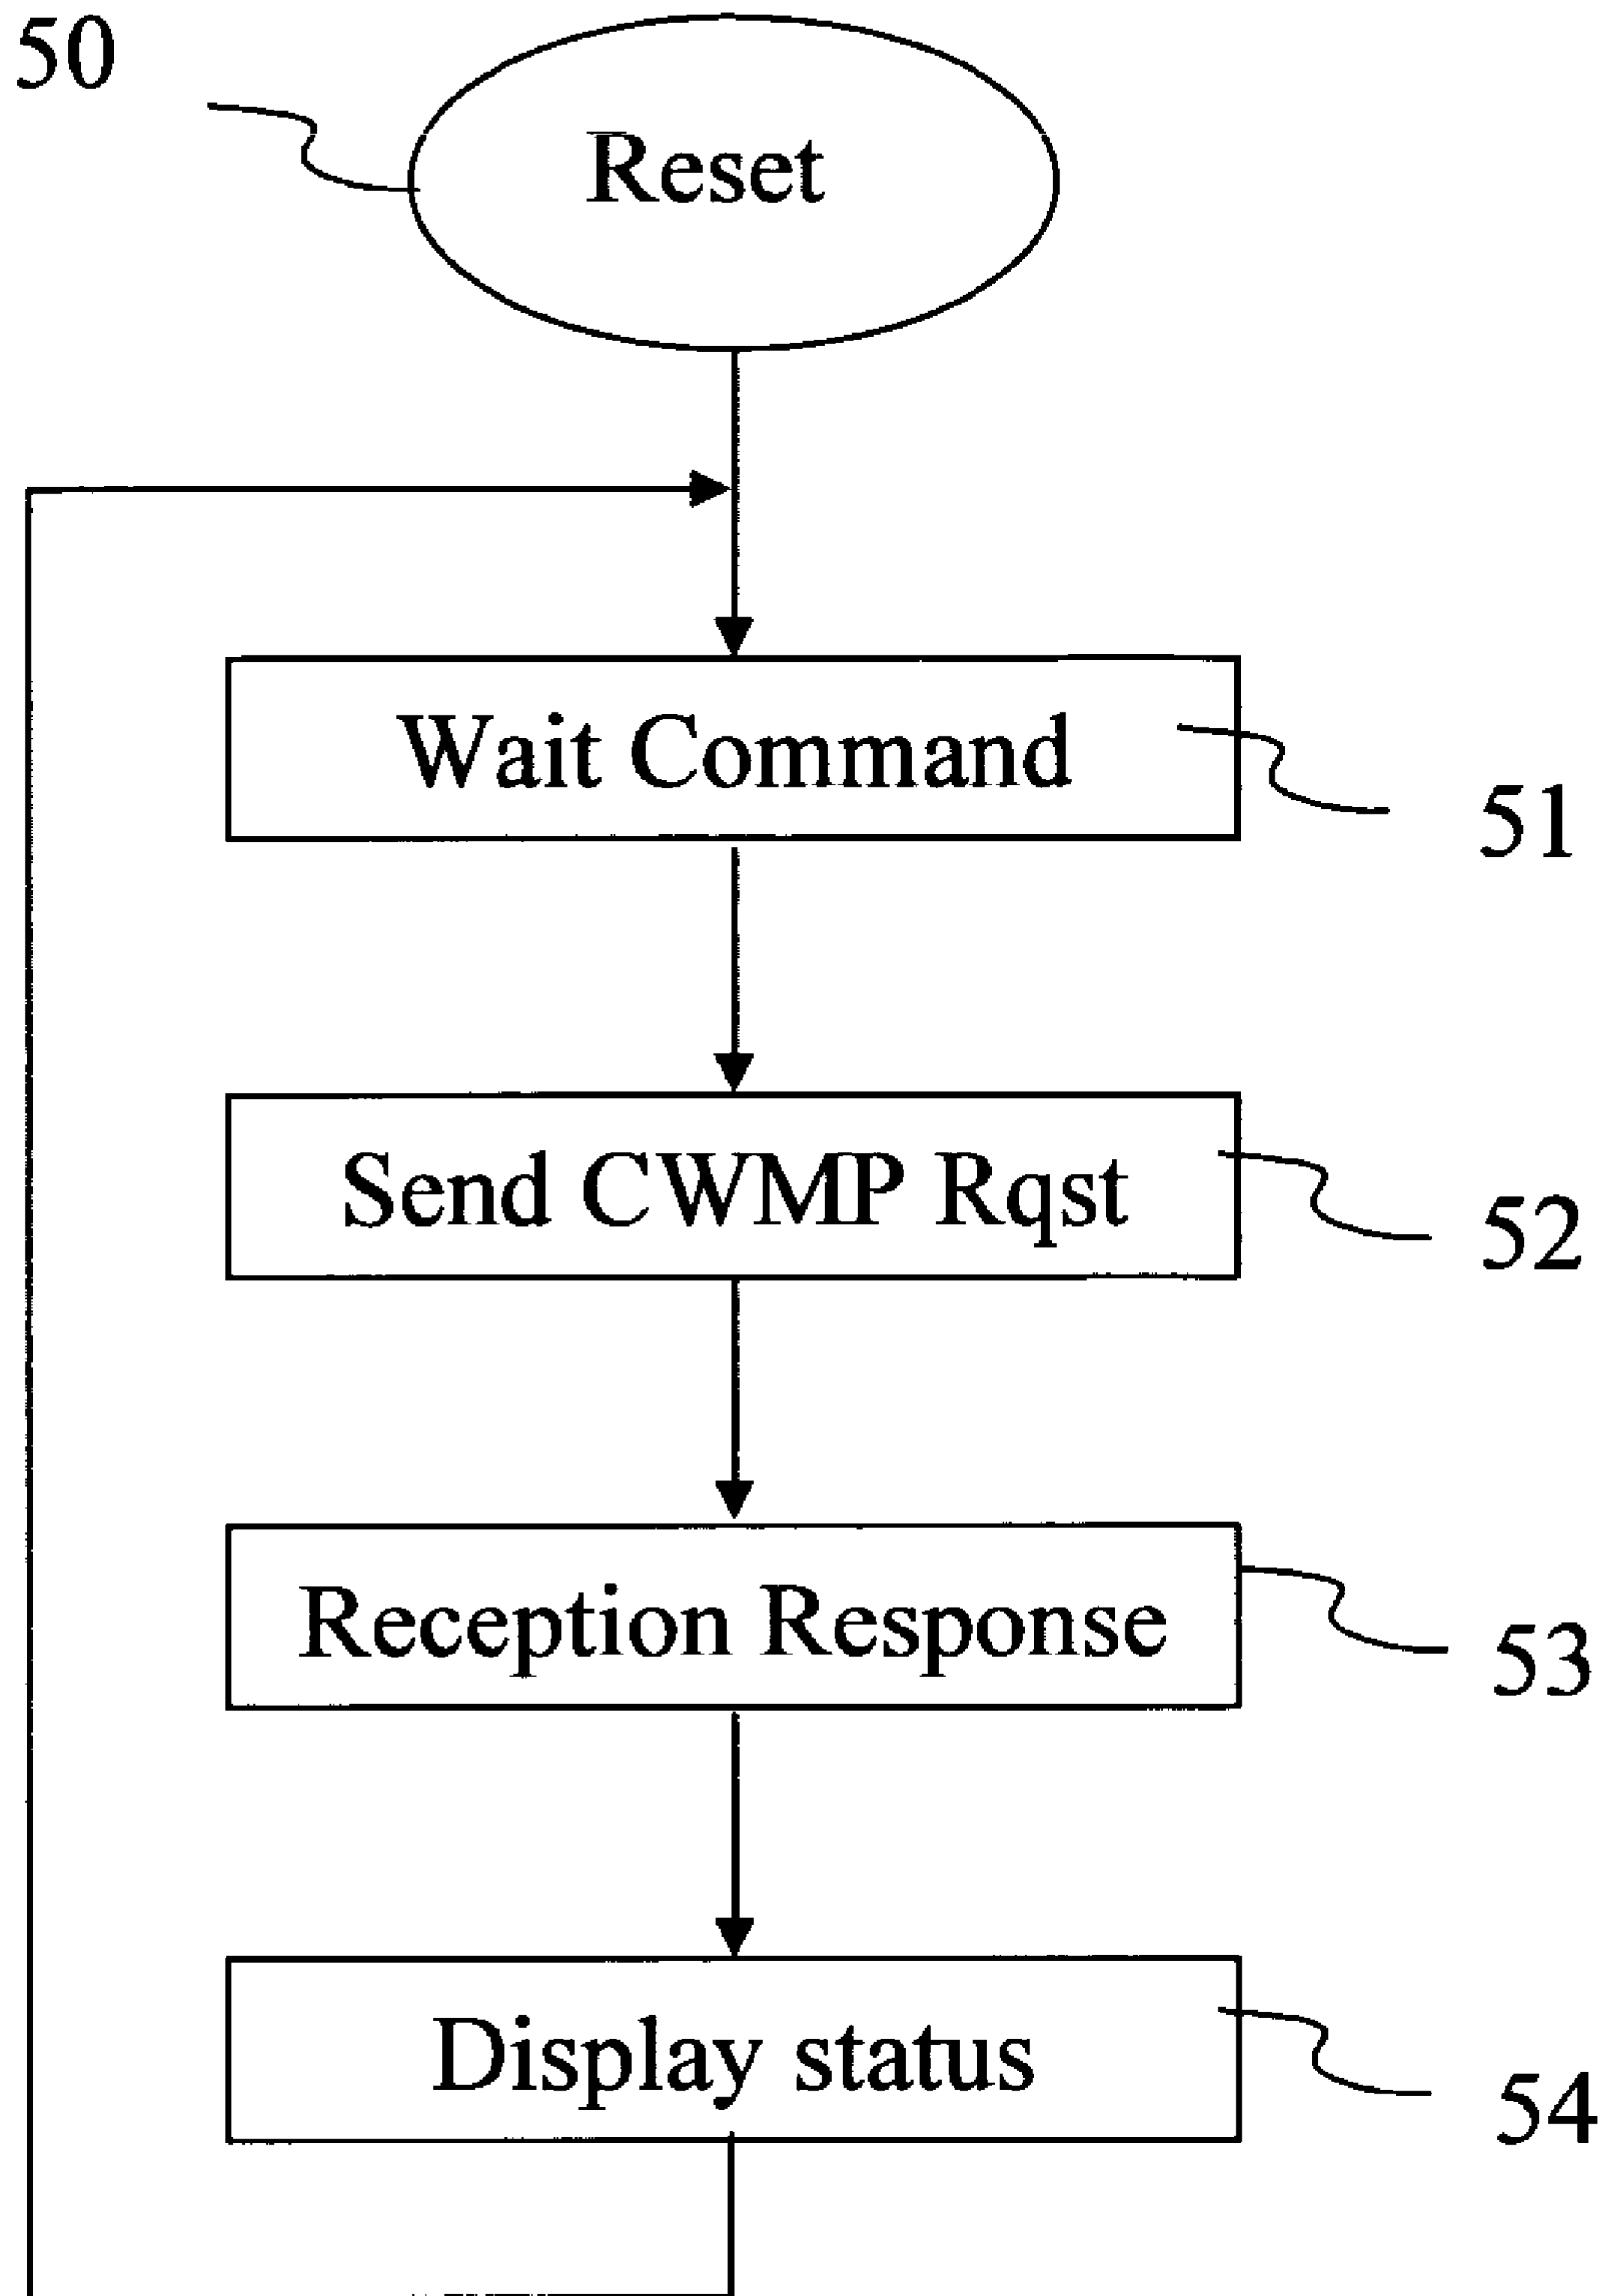 50
Reset
Wait Command
51
Send CWMP Rqst
52
Reception Response
53
Display status
54